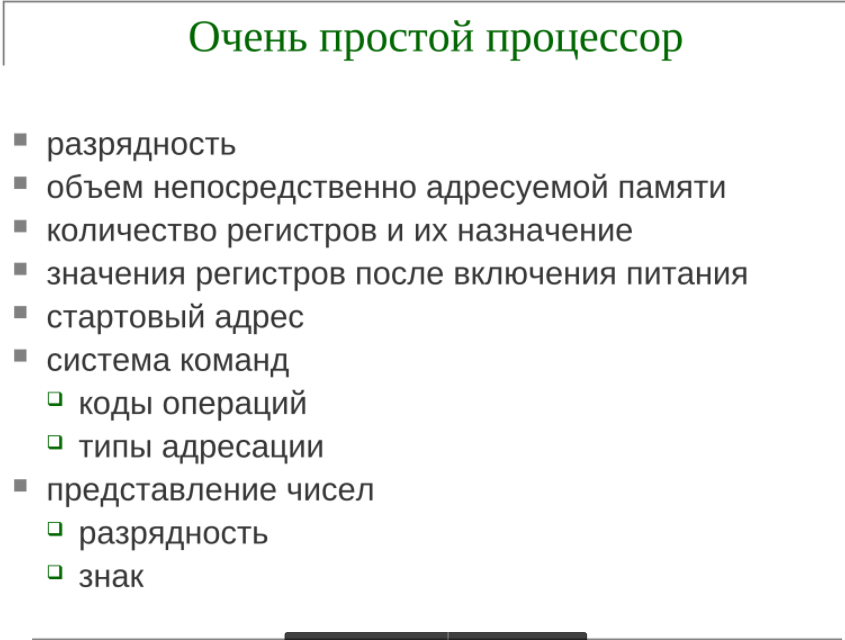 Очень простой процессор
разрядность
объем непосредственно адресуемой памяти
количество регистров и их назначение
значения регистров после включения питания
стартовый адрес
система команд
коды операций
типы адресации
представление чисел
разрядность
знак